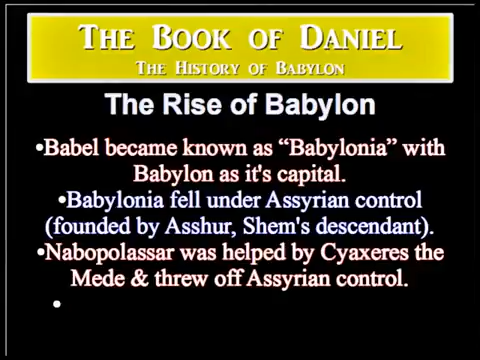 The Book of Daniel
The History of Babylon
The Rise of Babylon
•Babel became known as “Babylonia” with
Babylon as it's capital.
•Babylonia fell under Assyrian control
(founded by Asshur, Shem's descendant).
•Nabopolassar was helped by Cyaxeres the
Mede & threw off Assyrian control.
•